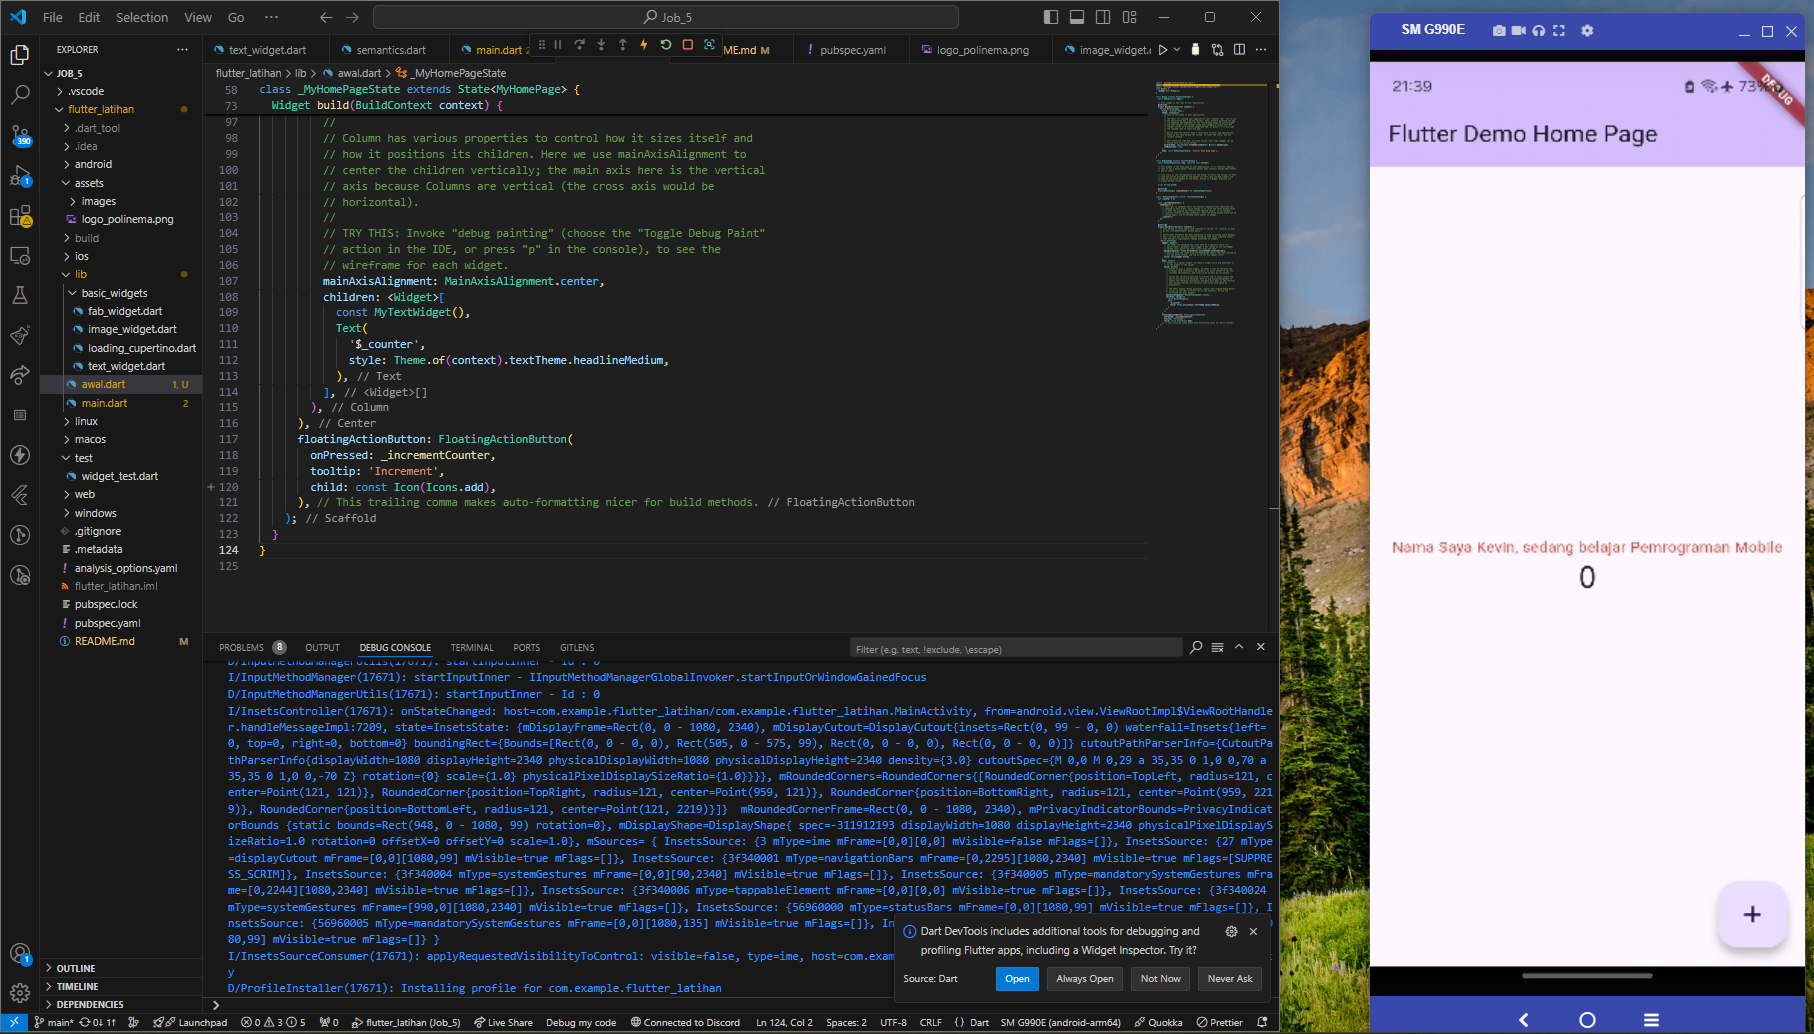 File Edit Selection View Go ··· Job_5
EXPLORER
JOB_5
.vscode
flutter_latihan
.dart_tool
.idea
android
assets
images
logo_polinema.png
build
ios
lib
basic_widgets
fab_widget.dart
image_widget.dart
loading_cupertino.dart
text_widget.dart
awal.dart 1, U
main.dart 2
linux
macos
test
widget_test.dart
web
windows
.gitignore
.metadata
analysis_options.yaml
flutter_latihan.iml
pubspec.lock
pubspec.yaml
README.md M
OUTLINE
TIMELINE
DEPENDENCIES
390
1
1
text_widget.dart semantics.dart main.dart 2 ME.md M pubspec.yaml logo_polinema.png image_widget.
flutter_latihan > lib > awal.dart > _MyHomePageState
58 class _MyHomePageState extends State<MyHomePage> {
73 Widget build(BuildContext context) {
97 //
98 // Column has various properties to control how it sizes itself and
99 // how it positions its children. Here we use mainAxisAlignment to
100 // center the children vertically; the main axis here is the vertical
101 // axis because Columns are vertical (the cross axis would be
102 // horizontal).
103 //
104 // TRY THIS: Invoke "debug painting" (choose the "Toggle Debug Paint"
105 // action in the IDE, or press "p" in the console), to see the
106 // wireframe for each widget.
107 mainAxisAlignment: MainAxisAlignment.center,
108 children: <Widget>[
109 const MyTextWidget(),
110 Text(
111 '$_counter',
112 style: Theme.of(context).textTheme.headlineMedium,
113 ), // Text
114 ], // <Widget>[]
115 ), // Column
116 ), // Center
117 floatingActionButton: FloatingActionButton(
118 onPressed: _incrementCounter,
119 tooltip: 'Increment',
120 child: const Icon(Icons.add),
121 ), // This trailing comma makes auto-formatting nicer for build methods. // FloatingActionButton
122 ); // Scaffold
123 }
124 }
125
PROBLEMS 8 OUTPUT DEBUG CONSOLE TERMINAL PORTS GITLENS Filter (e.g. text, !exclude, \escape)
D/InputMethodManagerUtils(17671): startInputInner - Id : 0
I/InputMethodManager(17671): startInputInner - IInputMethodManagerGlobalInvoker.startInputOrWindowGainedFocus
D/InputMethodManagerUtils(17671): startInputInner - Id : 0
I/InsetsController(17671): onStateChanged: host=com.example.flutter_latihan/com.example.flutter_latihan.MainActivity, from=android.view.ViewRootImpl$ViewRootHandle
r.handleMessageImpl:7209, state=InsetsState: {mDisplayFrame=Rect(0, 0 - 1080, 2340), mDisplayCutout=DisplayCutout{insets=Rect(0, 99 - 0, 0) waterfall=Insets{left=
0, top=0, right=0, bottom=0} boundingRect={Bounds=[Rect(0, 0 - 0, 0), Rect(505, 0 - 575, 99), Rect(0, 0 - 0, 0), Rect(0, 0 - 0, 0)]} cutoutPathParserInfo={CutoutPa
thParserInfo{displayWidth=1080 displayHeight=2340 physicalDisplayWidth=1080 physicalDisplayHeight=2340 density={3.0} cutoutSpec={M 0,0 M 0,29 a 35,35 0 1,0 0,70 a
35,35 0 1,0 0,-70 Z} rotation={0} scale={1.0} physicalPixelDisplaySizeRatio={1.0}}}}, mRoundedCorners=RoundedCorners{[RoundedCorner{position=TopLeft, radius=121, c
enter=Point(121, 121)}, RoundedCorner{position=TopRight, radius=121, center=Point(959, 121)}, RoundedCorner{position=BottomRight, radius=121, center=Point(959, 221
9)}, RoundedCorner{position=BottomLeft, radius=121, center=Point(121, 2219)}]} mRoundedCornerFrame=Rect(0, 0 - 1080, 2340), mPrivacyIndicatorBounds=PrivacyIndicat
orBounds {static bounds=Rect(948, 0 - 1080, 99) rotation=0}, mDisplayShape=DisplayShape{ spec=-311912193 displayWidth=1080 displayHeight=2340 physicalPixelDisplayS
izeRatio=1.0 rotation=0 offsetX=0 offsetY=0 scale=1.0}, mSources= { InsetsSource: {3 mType=ime mFrame=[0,0][0,0] mVisible=false mFlags=[]}, InsetsSource: {27 mType
=displayCutout mFrame=[0,0][1080,99] mVisible=true mFlags=[]}, InsetsSource: {3f340001 mType=navigationBars mFrame=[0,2295][1080,2340] mVisible=true mFlags=[SUPPRE
SS_SCRIM]}, InsetsSource: {3f340004 mType=systemGestures mFrame=[0,0][90,2340] mVisible=true mFlags=[]}, InsetsSource: {3f340005 mType=mandatorySystemGestures mFra
me=[0,2244][1080,2340] mVisible=true mFlags=[]}, InsetsSource: {3f340006 mType=tappableElement mFrame=[0,0][0,0] mVisible=true mFlags=[]}, InsetsSource: {3f340024
mType=systemGestures mFrame=[990,0][1080,2340] mVisible=true mFlags=[]}, InsetsSource: {56960000 mType=statusBars mFrame=[0,0][1080,99] mVisible=true mFlags=[]}, I
nsetsSource: {56960005 mType=mandatorySystemGestures mFrame=[0,0][1080,135] mVisible=true mFlags=[]}, In
80,99] mVisible=true mFlags=[]} }
I/InsetsSourceConsumer(17671): applyRequestedVisibilityToControl: visible=false, type=ime, host=com.exam
y
D/ProfileInstaller(17671): Installing profile for com.example.flutter_latihan
Dart DevTools includes additional tools for debugging and
profiling Flutter apps, including a Widget Inspector. Try it?
Source: Dart Open Always Open Not Now Never Ask
main* 0↓ 1↑ Launchpad 0 3 5 0 flutter_latihan (Job_5) Live Share Debug my code Connected to Discord Ln 124, Col 2 Spaces: 2 UTF-8 CRLF {} Dart SM G990E (android-arm64) Quokka Prettier
SM G990E
21:39 73%
DEBUG
Flutter Demo Home Page
Nama Saya Kevin, sedang belajar Pemrograman Mobile
0
+